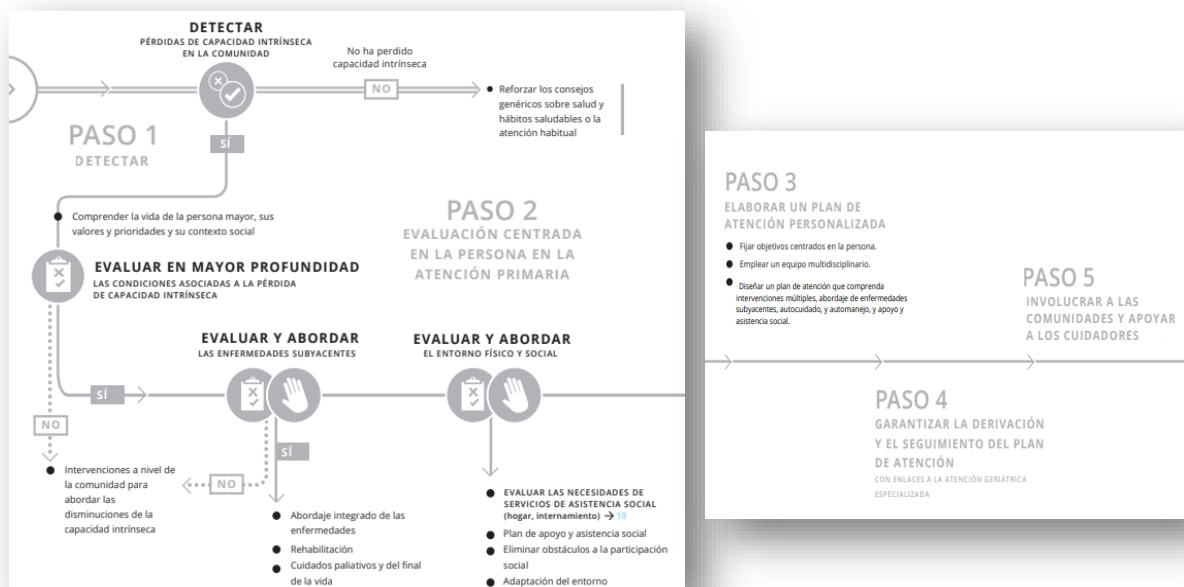 DETECTAR
PÉRDIDAS DE CAPACIDAD INTRÍNSECA
EN LA COMUNIDAD
No ha perdido
capacidad intrínseca
NO
Reforzar los consejos
genéricos sobre salud y
hábitos saludables o la
atención habitual
PASO 1
DETECTAR
SÍ
Comprender la vida de la persona mayor, sus
valores y prioridades y su contexto social
PASO 2
EVALUACIÓN CENTRADA
EN LA PERSONA EN LA
ATENCIÓN PRIMARIA
EVALUAR EN MAYOR PROFUNDIDAD
LAS CONDICIONES ASOCIADAS A LA PÉRDIDA
DE CAPACIDAD INTRÍNSECA
EVALUAR Y ABORDAR
LAS ENFERMEDADES SUBYACENTES
EVALUAR Y ABORDAR
EL ENTORNO FÍSICO Y SOCIAL
SÍ
NO
Intervenciones a nivel de
la comunidad para
abordar las
disminuciones de la
capacidad intrínseca
NO
SÍ
Abordaje integrado de las
enfermedades
Rehabilitación
Cuidados paliativos y del final
de la vida
EVALUAR LAS NECESIDADES DE
SERVICIOS DE ASISTENCIA SOCIAL
(hogar, internamiento) → 10
Plan de apoyo y asistencia social
Eliminar obstáculos a la participación
social
Adaptación del entorno
PASO 3
ELABORAR UN PLAN DE
ATENCIÓN PERSONALIZADA
Fijar objetivos centrados en la persona.
Emplear un equipo multidisciplinario.
Diseñar un plan de atención que comprenda
intervenciones múltiples, abordaje de enfermedades
subyacentes, autocuidado, y automanejo, y apoyo y
asistencia social.
PASO 5
INVOLUCRAR A LAS
COMUNIDADES Y APOYAR
A LOS CUIDADORES
PASO 4
GARANTIZAR LA DERIVACIÓN
Y EL SEGUIMIENTO DEL PLAN
DE ATENCIÓN
CON ENLACES A LA ATENCIÓN GERIÁTRICA
ESPECIALIZADA